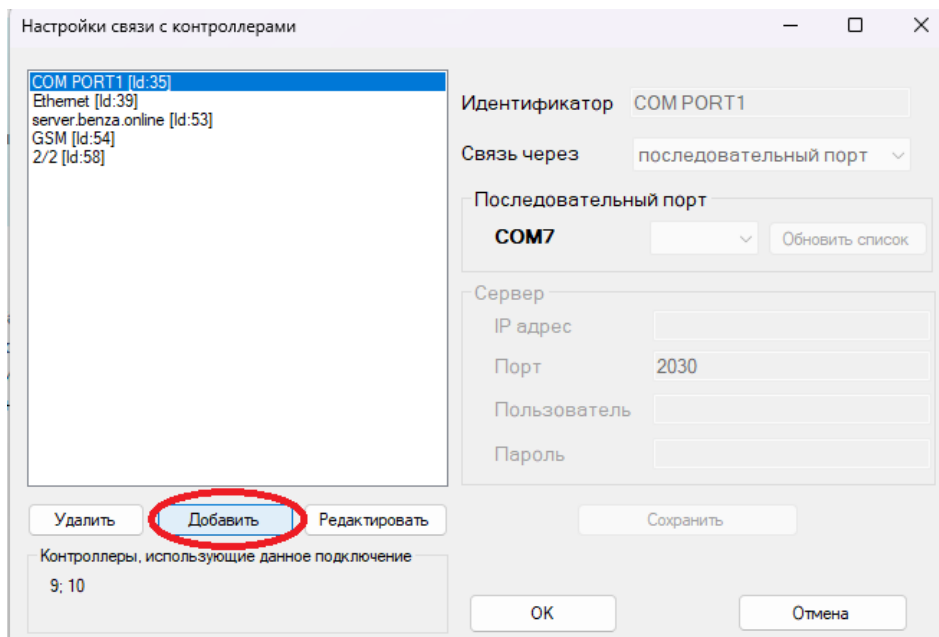 Настройки связи с контроллерами
COM PORT1 [Id:35]
Ethernet [Id:39]
server.benza.online [Id:53]
GSM [Id:54]
2/2 [Id:58]
Идентификатор COM PORT1
Связь через последовательный порт
Последовательный порт
COM7 Обновить список
Сервер
IP адрес
Порт 2030
Пользователь
Пароль
Удалить Добавить Редактировать Сохранить
Контроллеры, использующие данное подключение
9; 10
OK Отмена